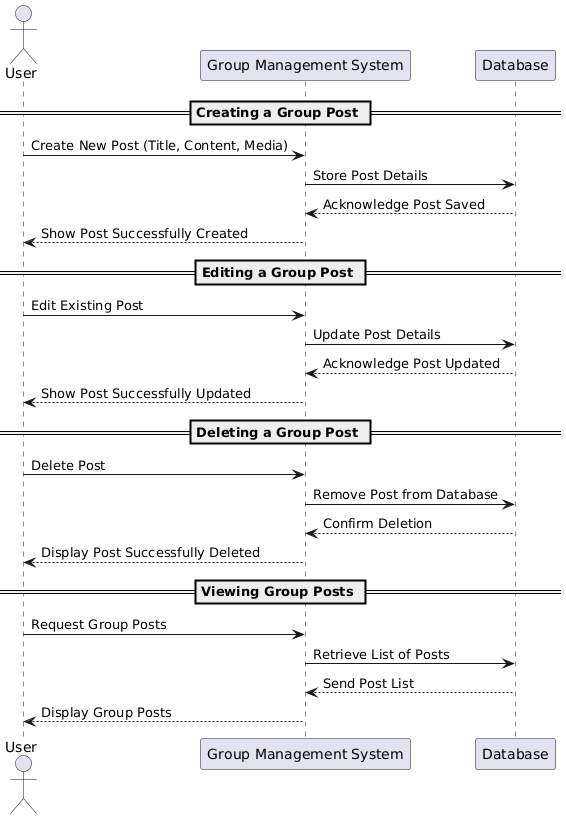 User
Group Management System
Database
Creating a Group Post
Create New Post (Title, Content, Media)
Store Post Details
Acknowledge Post Saved
Show Post Successfully Created
Editing a Group Post
Edit Existing Post
Update Post Details
Acknowledge Post Updated
Show Post Successfully Updated
Deleting a Group Post
Delete Post
Remove Post from Database
Confirm Deletion
Display Post Successfully Deleted
Viewing Group Posts
Request Group Posts
Retrieve List of Posts
Send Post List
Display Group Posts
User
Group Management System
Database